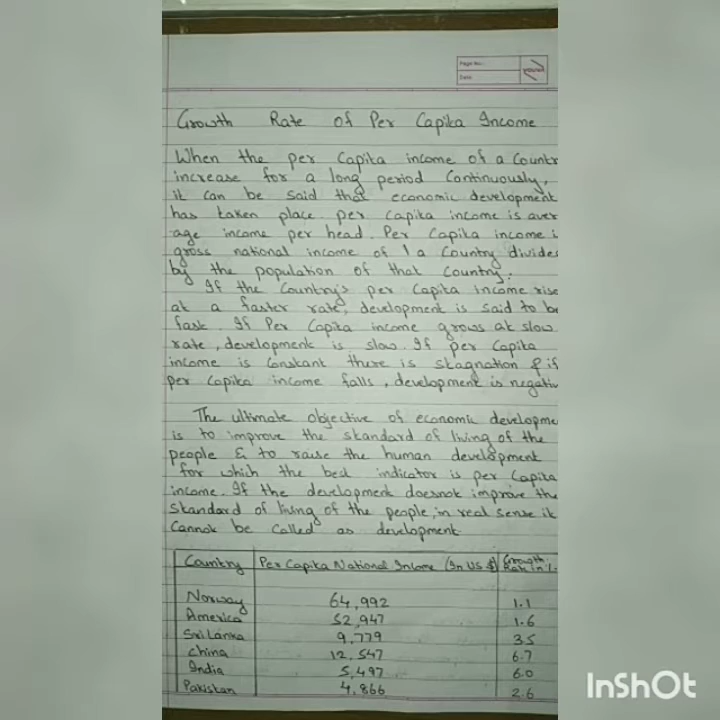 Page No.:
Date:
YOUVA
Growth Rate of Per Capita Income
When the per Capita income of a Countr
increase for a long period Continuously,
it can be said that economic development
has taken place. per capita income is aver
age income per head. Per Capita income i
gross national income of a Country divides
by the population of that Country.
If the Country's per Capita income rise
at a faster rate, development is said to be
fast. If Per Capita income grows at slow
rate, development is slow. If per Capita
income is Constant there is stagnation & if
per Capita income falls, development is negativ
The ultimate objective of economic developme
is to improve the standard of living of the
people & to raise the human development
for which the best indicator is per Capita
income. If the development doesnot improve the
standard of living of the people, in real sense it
Cannot be Called as development
Country Per Capita National Income (In US $) Growth Rate in %
Norway 64,992 1.1
America 52,947 1.6
Sri Lanka 9,779 3.5
China 12,547 6.7
India 5,497 6.0
Pakistan 4,866 2.6
InShOt